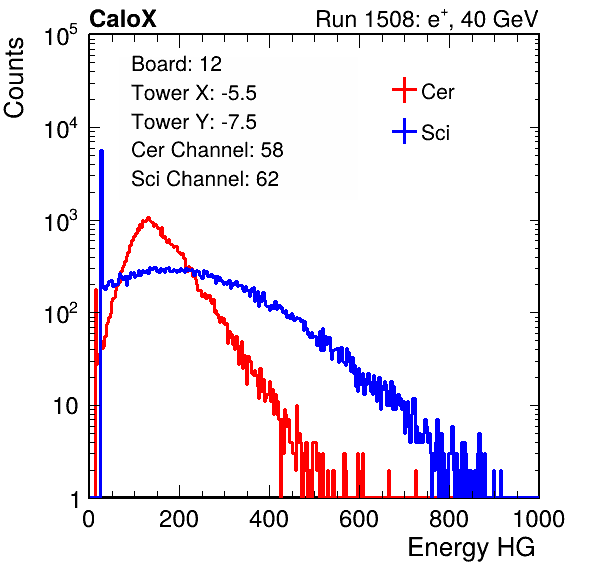 CaloX Run 1508: e⁺, 40 GeV
Counts
10⁵
10⁴
10³
10²
10
1
Board: 12
Tower X: -5.5
Tower Y: -7.5
Cer Channel: 58
Sci Channel: 62
Cer
Sci
0 200 400 600 800 1000
Energy HG